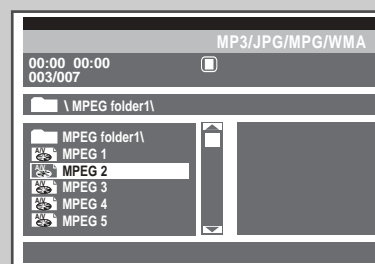 MP3/JPG/MPG/WMA
00:00 00:00
003/007
\ MPEG folder1\
MPEG folder1\
A/V MPEG 1
A/V MPEG 2
A/V MPEG 3
A/V MPEG 4
A/V MPEG 5